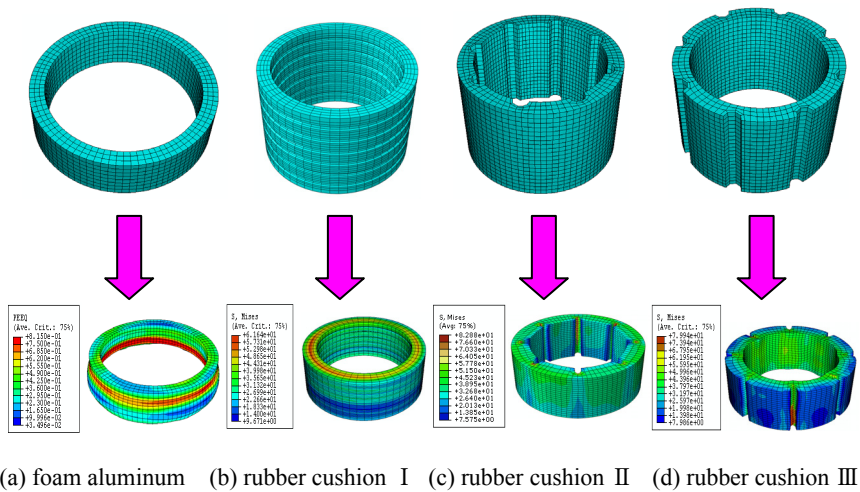 PEEQ
(Ave. Crit.: 75%)
+8.150e-01
+7.500e-01
+6.850e-01
+6.200e-01
+5.550e-01
+4.900e-01
+4.250e-01
+3.600e-01
+2.950e-01
+2.300e-01
+1.650e-01
+9.996e-02
+3.496e-02
S, Mises
(Ave. Crit.: 75%)
+6.164e+01
+5.731e+01
+5.298e+01
+4.865e+01
+4.431e+01
+3.998e+01
+3.565e+01
+3.132e+01
+2.699e+01
+2.266e+01
+1.833e+01
+1.400e+01
+9.671e+00
S, Mises
(Avg: 75%)
+8.288e+01
+7.660e+01
+7.033e+01
+6.405e+01
+5.778e+01
+5.150e+01
+4.523e+01
+3.895e+01
+3.268e+01
+2.640e+01
+2.013e+01
+1.385e+01
+7.575e+00
S, Mises
(Ave. Crit.: 75%)
+7.994e+01
+7.394e+01
+6.795e+01
+6.195e+01
+5.595e+01
+4.996e+01
+4.396e+01
+3.797e+01
+3.197e+01
+2.597e+01
+1.998e+01
+1.398e+01
+7.986e+00
(a) foam aluminum (b) rubber cushion Ⅰ (c) rubber cushion Ⅱ (d) rubber cushion Ⅲ